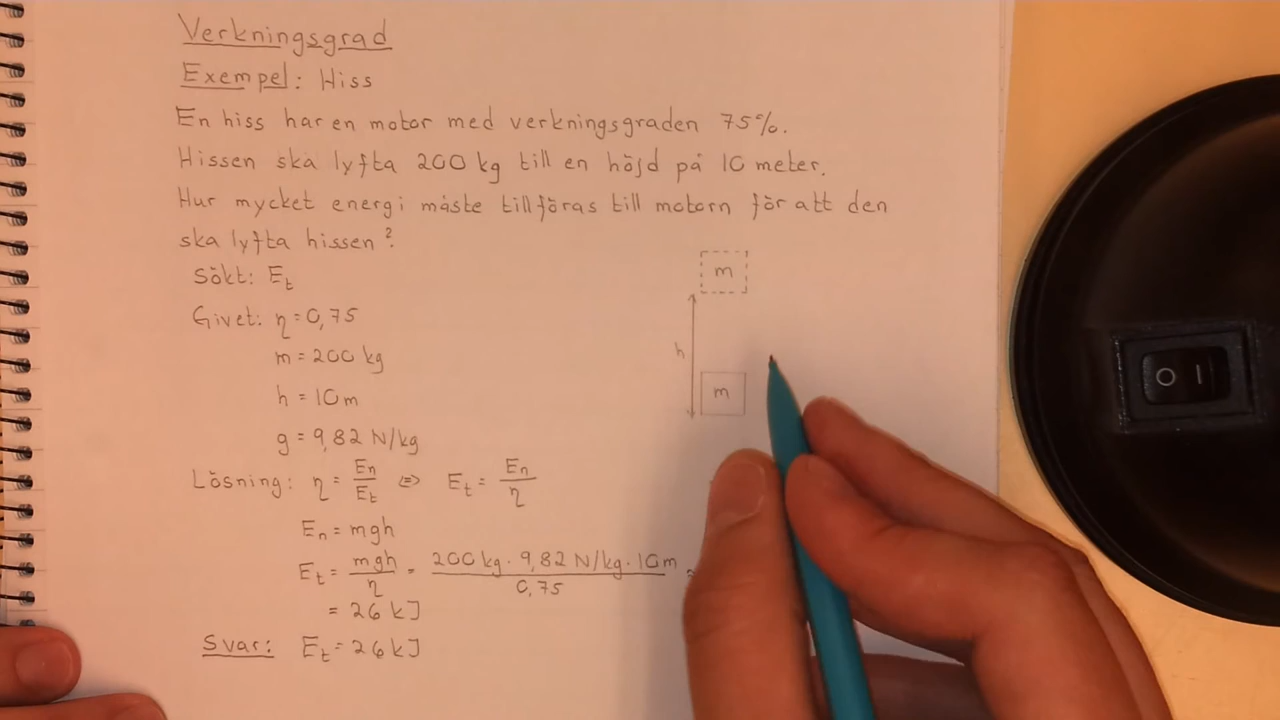 Verkningsgrad
Exempel: Hiss
En hiss har en motor med verkningsgraden 75%.
Hissen ska lyfta 200 kg till en höjd på 10 meter.
Hur mycket energi måste tillföras till motorn för att den
ska lyfta hissen?
Sökt: Et
Givet: η = 0,75
m = 200 kg
h = 10m
g = 9,82 N/kg
m
h
m
Lösning: η = En/Et ⇔ Et = En/η
En = mgh
Et = mgh/η = 200 kg · 9,82 N/kg · 10m/0,75 =
= 26 kJ
Svar: Et = 26 kJ
O |